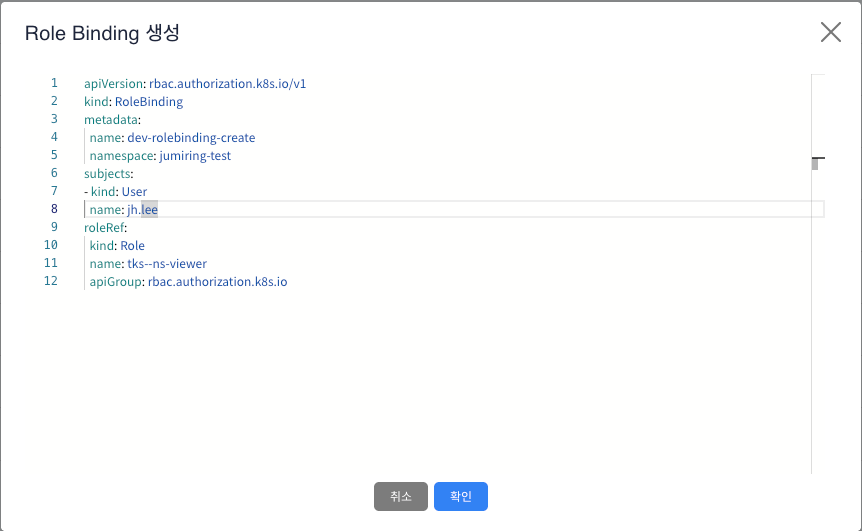 Role Binding 생성
1 apiVersion: rbac.authorization.k8s.io/v1
2 kind: RoleBinding
3 metadata:
4 name: dev-rolebinding-create
5 namespace: jumiring-test
6 subjects:
7 - kind: User
8 name: jh.lee
9 roleRef:
10 kind: Role
11 name: tks--ns-viewer
12 apiGroup: rbac.authorization.k8s.io
취소 확인